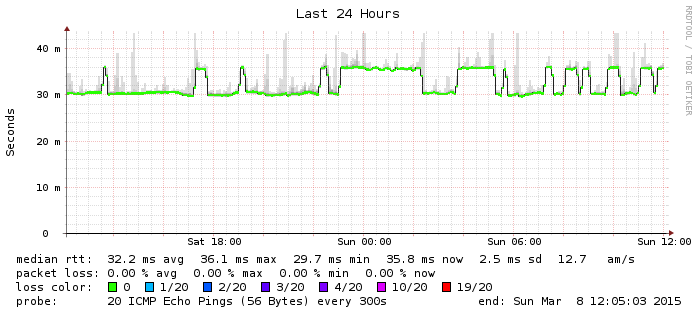 Last 24 Hours
RRDTOOL / TOBI OETIKER
Seconds
40 m
30 m
20 m
10 m
0
Sat 18:00 Sun 00:00 Sun 06:00 Sun 12:00
median rtt: 32.2 ms avg 36.1 ms max 29.7 ms min 35.8 ms now 2.5 ms sd 12.7 am/s
packet loss: 0.00 % avg 0.00 % max 0.00 % min 0.00 % now
loss color: 0 1/20 2/20 3/20 4/20 10/20 19/20
probe: 20 ICMP Echo Pings (56 Bytes) every 300s end: Sun Mar 8 12:05:03 2015